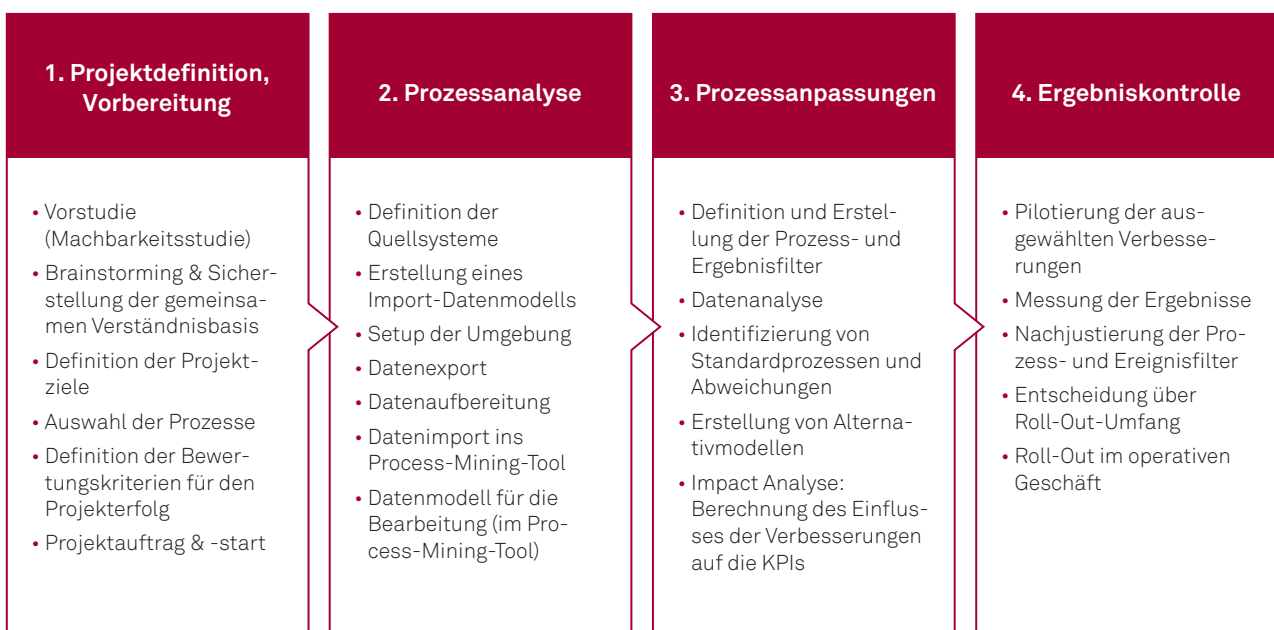 1. Projektdefinition,
Vorbereitung
• Vorstudie
(Machbarkeitsstudie)
• Brainstorming & Sicher-
stellung der gemeinsa-
men Verständnisbasis
• Definition der Projekt-
ziele
• Auswahl der Prozesse
• Definition der Bewer-
tungskriterien für den
Projekterfolg
• Projektauftrag & -start
2. Prozessanalyse
• Definition der
Quellsysteme
• Erstellung eines
Import-Datenmodells
• Setup der Umgebung
• Datenexport
• Datenaufbereitung
• Datenimport ins
Process-Mining-Tool
• Datenmodell für die
Bearbeitung (im Pro-
cess-Mining-Tool)
3. Prozessanpassungen
• Definition und Erstel-
lung der Prozess- und
Ergebnisfilter
• Datenanalyse
• Identifizierung von
Standardprozessen und
Abweichungen
• Erstellung von Alterna-
tivmodellen
• Impact Analyse:
Berechnung des Einflus-
ses der Verbesserungen
auf die KPIs
4. Ergebniskontrolle
• Pilotierung der aus-
gewählten Verbesse-
rungen
• Messung der Ergebnisse
• Nachjustierung der Pro-
zess- und Ereignisfilter
• Entscheidung über
Roll-Out-Umfang
• Roll-Out im operativen
Geschäft